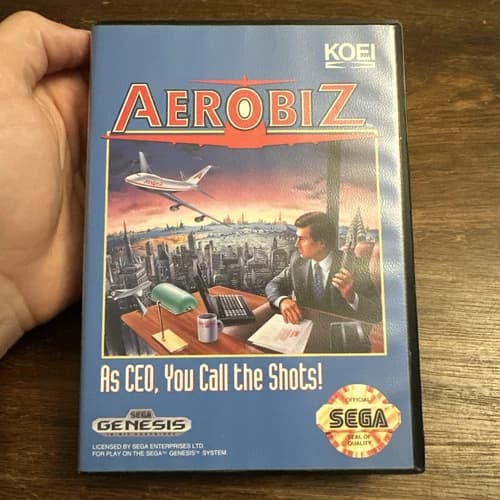 KOEI
AEROBIZ
As CEO, You Call the Shots!
SEGA
GENESIS
LICENSED BY SEGA ENTERPRISES LTD.
FOR PLAY ON THE SEGA™ GENESIS™ SYSTEM.
OFFICIAL
SEGA
SEAL OF
QUALITY